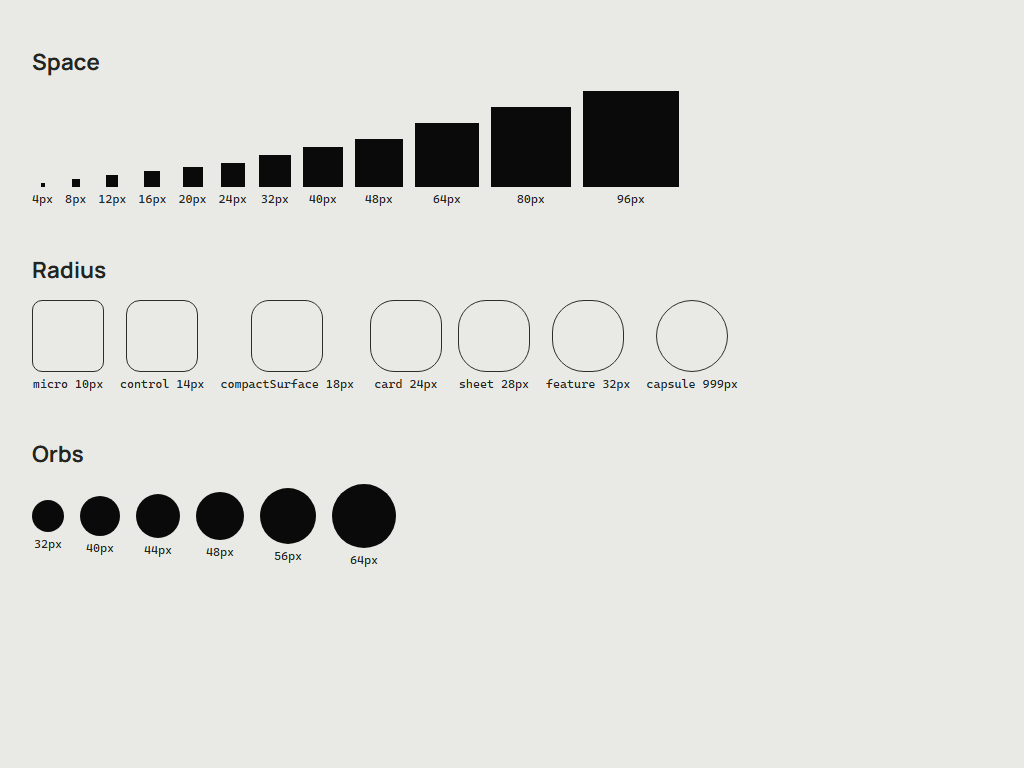 Space
4px 8px 12px 16px 20px 24px 32px 40px 48px 64px 80px 96px
Radius
micro 10px control 14px compactSurface 18px card 24px sheet 28px feature 32px capsule 999px
Orbs
32px 40px 44px 48px 56px 64px